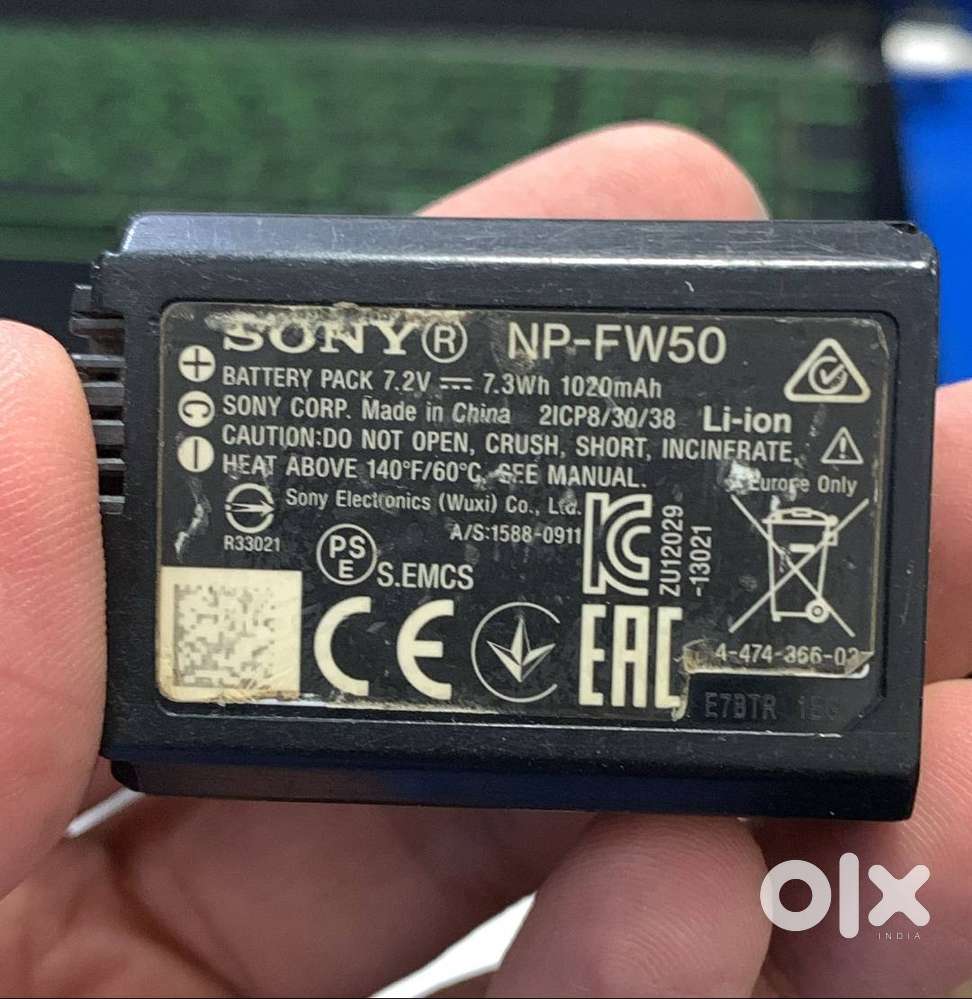 SONY® NP-FW50
BATTERY PACK 7.2V 7.3Wh 1020mAh
SONY CORP. Made in China 2ICP8/30/38 Li-ion
CAUTION:DO NOT OPEN, CRUSH, SHORT, INCINERATE,
HEAT ABOVE 140°F/60°C, SEE MANUAL.
+
C
−
Europe Only
Sony Electronics (Wuxi) Co., Ltd.
A/S:1588-0911
R33021
PS
E
S.EMCS
KC
ZU12029
-13021
CE
EAC
4-474-366-02
E7BTR
olx
INDIA